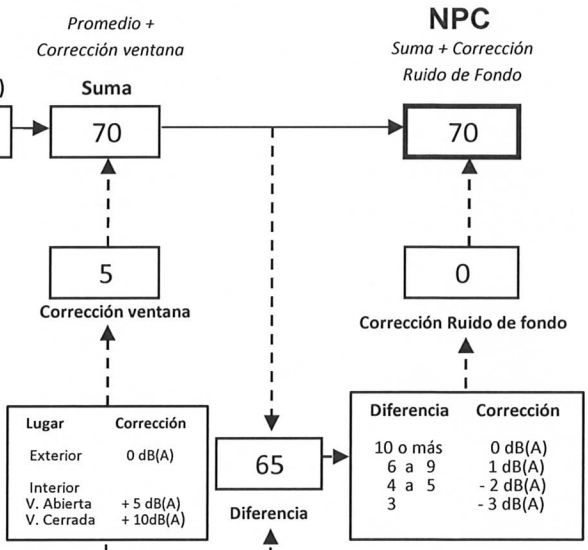 Promedio +
Corrección ventana
Suma
)
70
5
Corrección ventana
NPC
Suma + Corrección
Ruido de Fondo
70
0
Corrección Ruido de fondo
Lugar Corrección
Exterior 0 dB(A)
Interior
V. Abierta + 5 dB(A)
V. Cerrada + 10dB(A)
65
Diferencia
Diferencia Corrección
10 o más 0 dB(A)
6 a 9 1 dB(A)
4 a 5 - 2 dB(A)
3 - 3 dB(A)